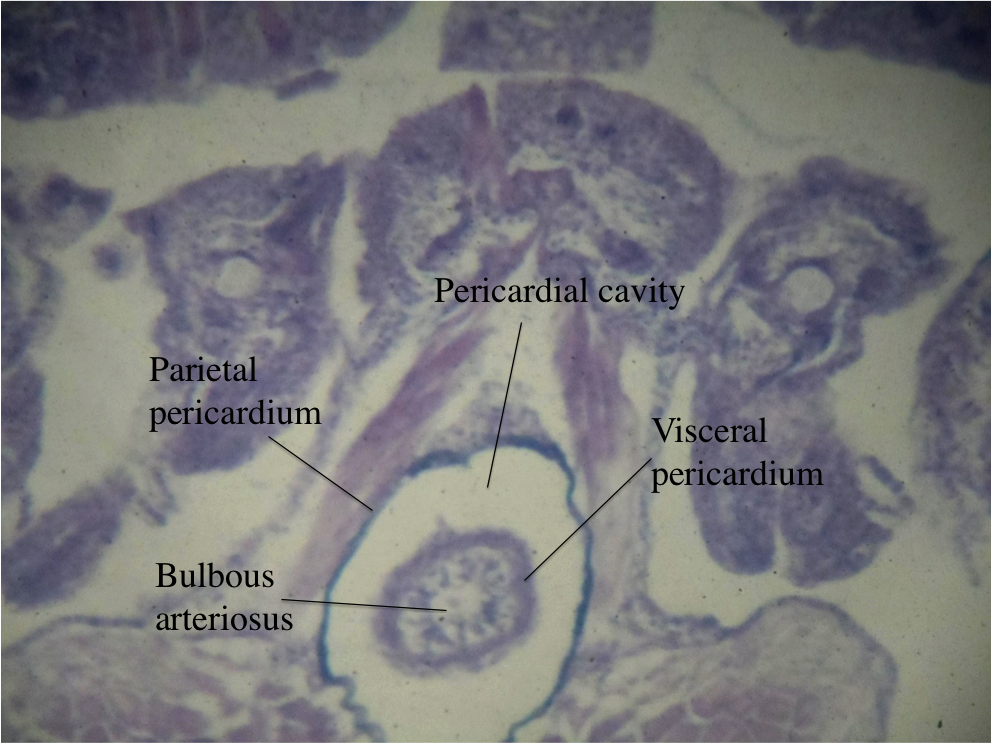 Pericardial cavity
Parietal
pericardium
Visceral
pericardium
Bulbous
arteriosus